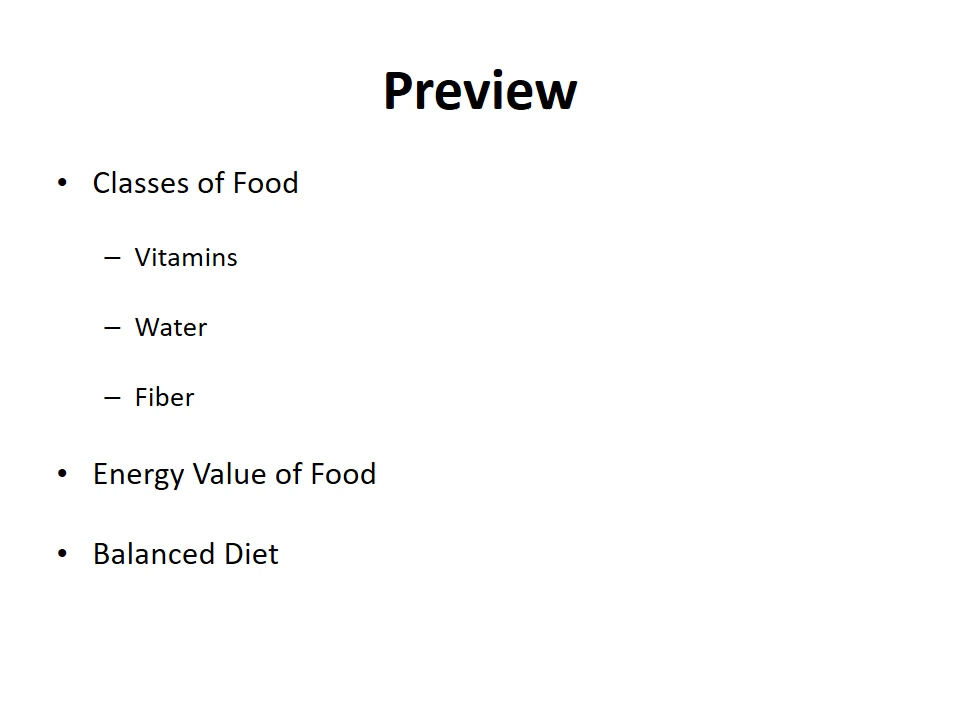 Preview
• Classes of Food
– Vitamins
– Water
– Fiber
• Energy Value of Food
• Balanced Diet